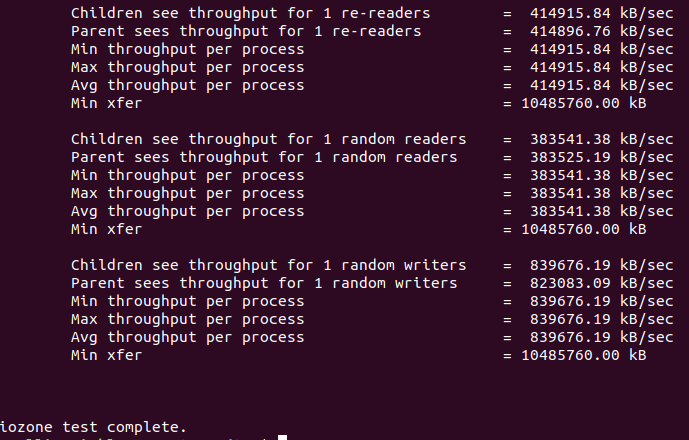 Children see throughput for 1 re-readers = 414915.84 kB/sec
Parent sees throughput for 1 re-readers = 414896.76 kB/sec
Min throughput per process = 414915.84 kB/sec
Max throughput per process = 414915.84 kB/sec
Avg throughput per process = 414915.84 kB/sec
Min xfer = 10485760.00 kB
Children see throughput for 1 random readers = 383541.38 kB/sec
Parent sees throughput for 1 random readers = 383525.19 kB/sec
Min throughput per process = 383541.38 kB/sec
Max throughput per process = 383541.38 kB/sec
Avg throughput per process = 383541.38 kB/sec
Min xfer = 10485760.00 kB
Children see throughput for 1 random writers = 839676.19 kB/sec
Parent sees throughput for 1 random writers = 823083.09 kB/sec
Min throughput per process = 839676.19 kB/sec
Max throughput per process = 839676.19 kB/sec
Avg throughput per process = 839676.19 kB/sec
Min xfer = 10485760.00 kB
iozone test complete.